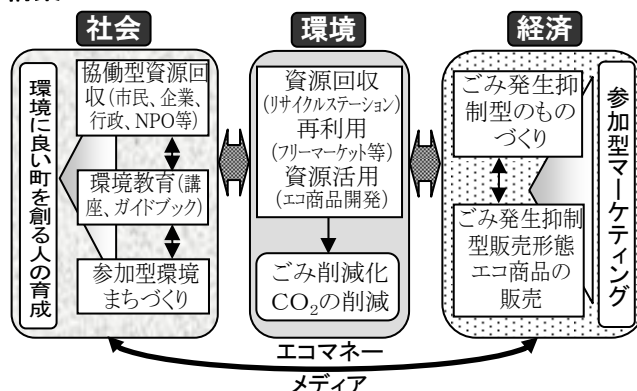 社会
環境
経済
環境に良い町を創る人の育成
協働型資源回
収(市民、企業、
行政、NPO等)
環境教育(講
座、ガイドブック)
参加型環境
まちづくり
資源回収
(リサイクルステーション)
再利用
(フリーマーケット等)
資源活用
(エコ商品開発)
ごみ削減化
CO₂の削減
ごみ発生抑
制型のもの
づくり
ごみ発生抑制
型販売形態
エコ商品の
販売
参加型マーケティング
エコマネー
メディア